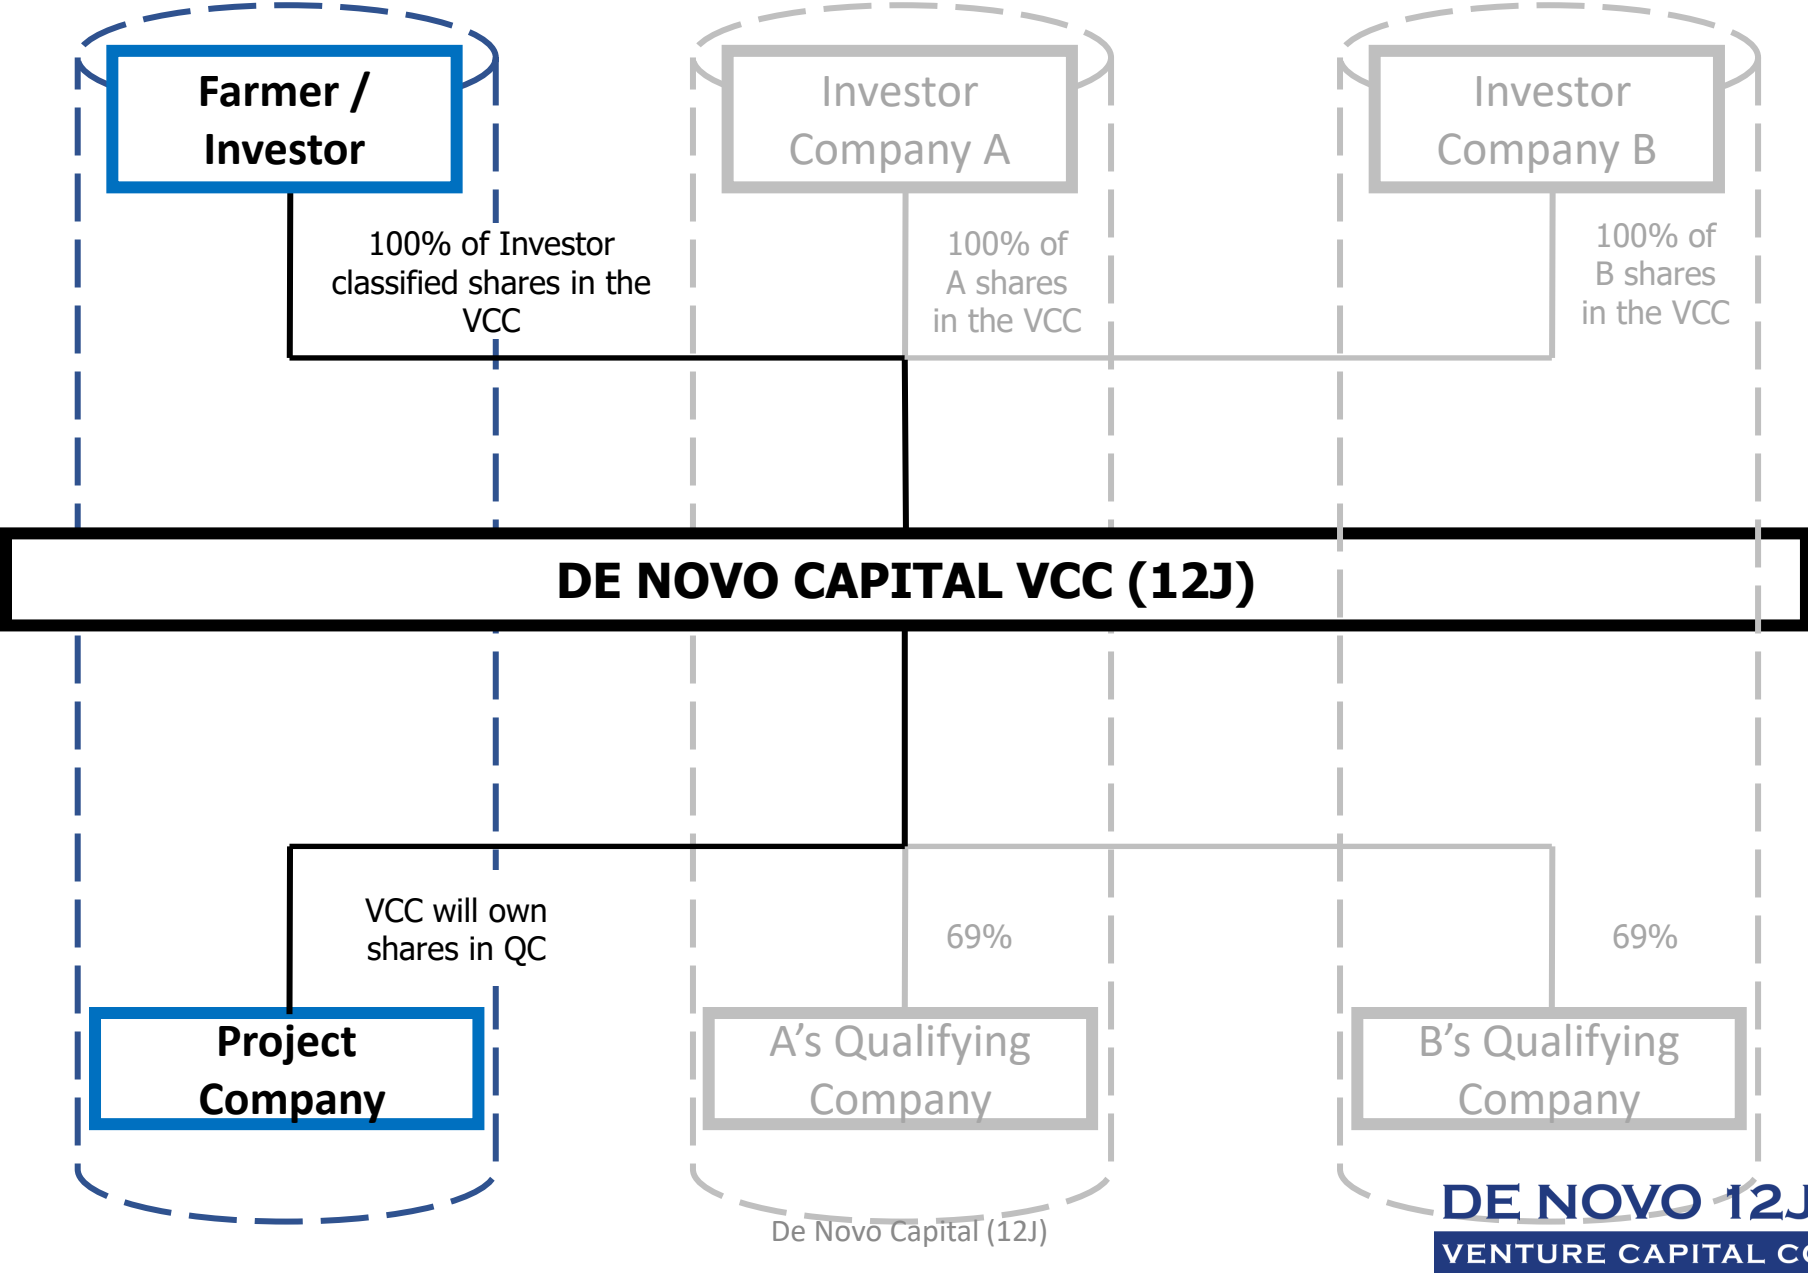 Farmer /
Investor
Investor
Company A
Investor
Company B
100% of Investor
classified shares in the
VCC
100% of
A shares
in the VCC
100% of
B shares
in the VCC
DE NOVO CAPITAL VCC (12J)
VCC will own
shares in QC
69%
69%
Project
Company
A’s Qualifying
Company
B’s Qualifying
Company
De Novo Capital (12J)
DE NOVO 12J
VENTURE CAPITAL